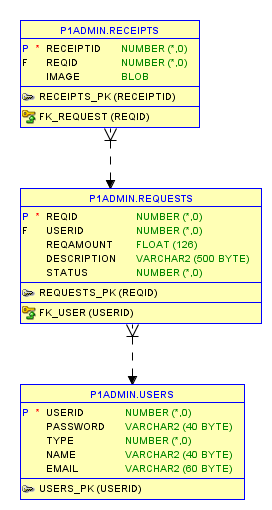 P1ADMIN.RECEIPTS
P * RECEIPTID NUMBER (*,0)
F REQID NUMBER (*,0)
IMAGE BLOB
RECEIPTS_PK (RECEIPTID)
FK_REQUEST (REQID)
P1ADMIN.REQUESTS
P * REQID NUMBER (*,0)
F USERID NUMBER (*,0)
REQAMOUNT FLOAT (126)
DESCRIPTION VARCHAR2 (500 BYTE)
STATUS NUMBER (*,0)
REQUESTS_PK (REQID)
FK_USER (USERID)
P1ADMIN.USERS
P * USERID NUMBER (*,0)
PASSWORD VARCHAR2 (40 BYTE)
TYPE NUMBER (*,0)
NAME VARCHAR2 (40 BYTE)
EMAIL VARCHAR2 (60 BYTE)
USERS_PK (USERID)